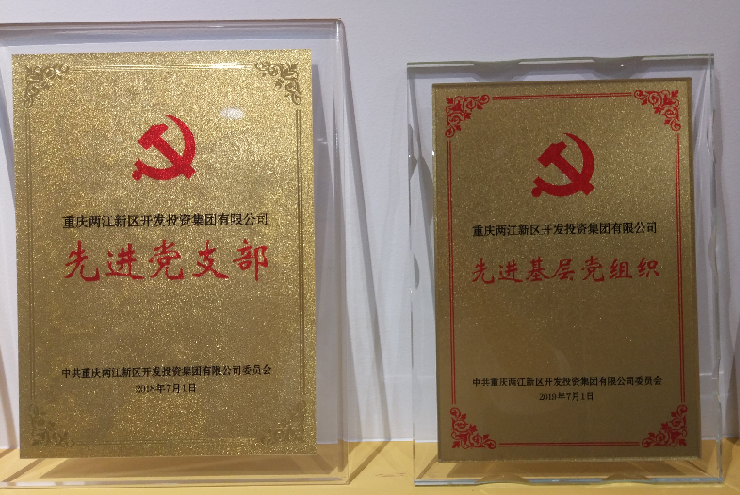 重庆两江新区开发投资集团有限公司
先进党支部
中共重庆两江新区开发投资集团有限公司委员会
2018年7月1日
重庆两江新区开发投资集团有限公司
先进基层党组织
中共重庆两江新区开发投资集团有限公司委员会
2019年7月1日